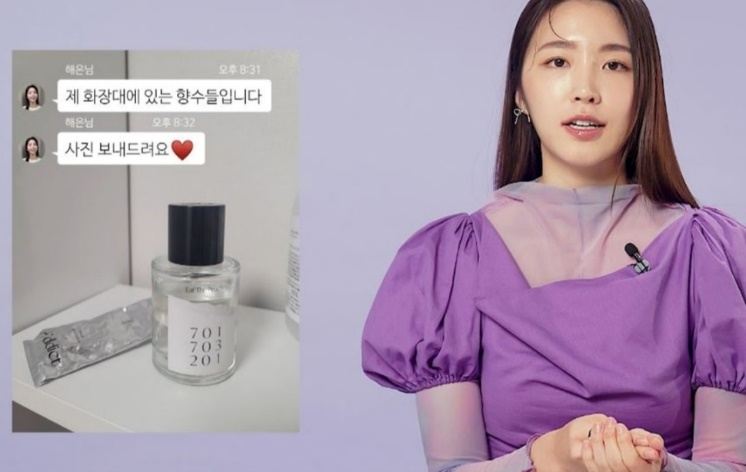 해은님 오후 8:31
제 화장대에 있는 향수들입니다
해은님 오후 8:32
사진 보내드려요❤️
701
703
201